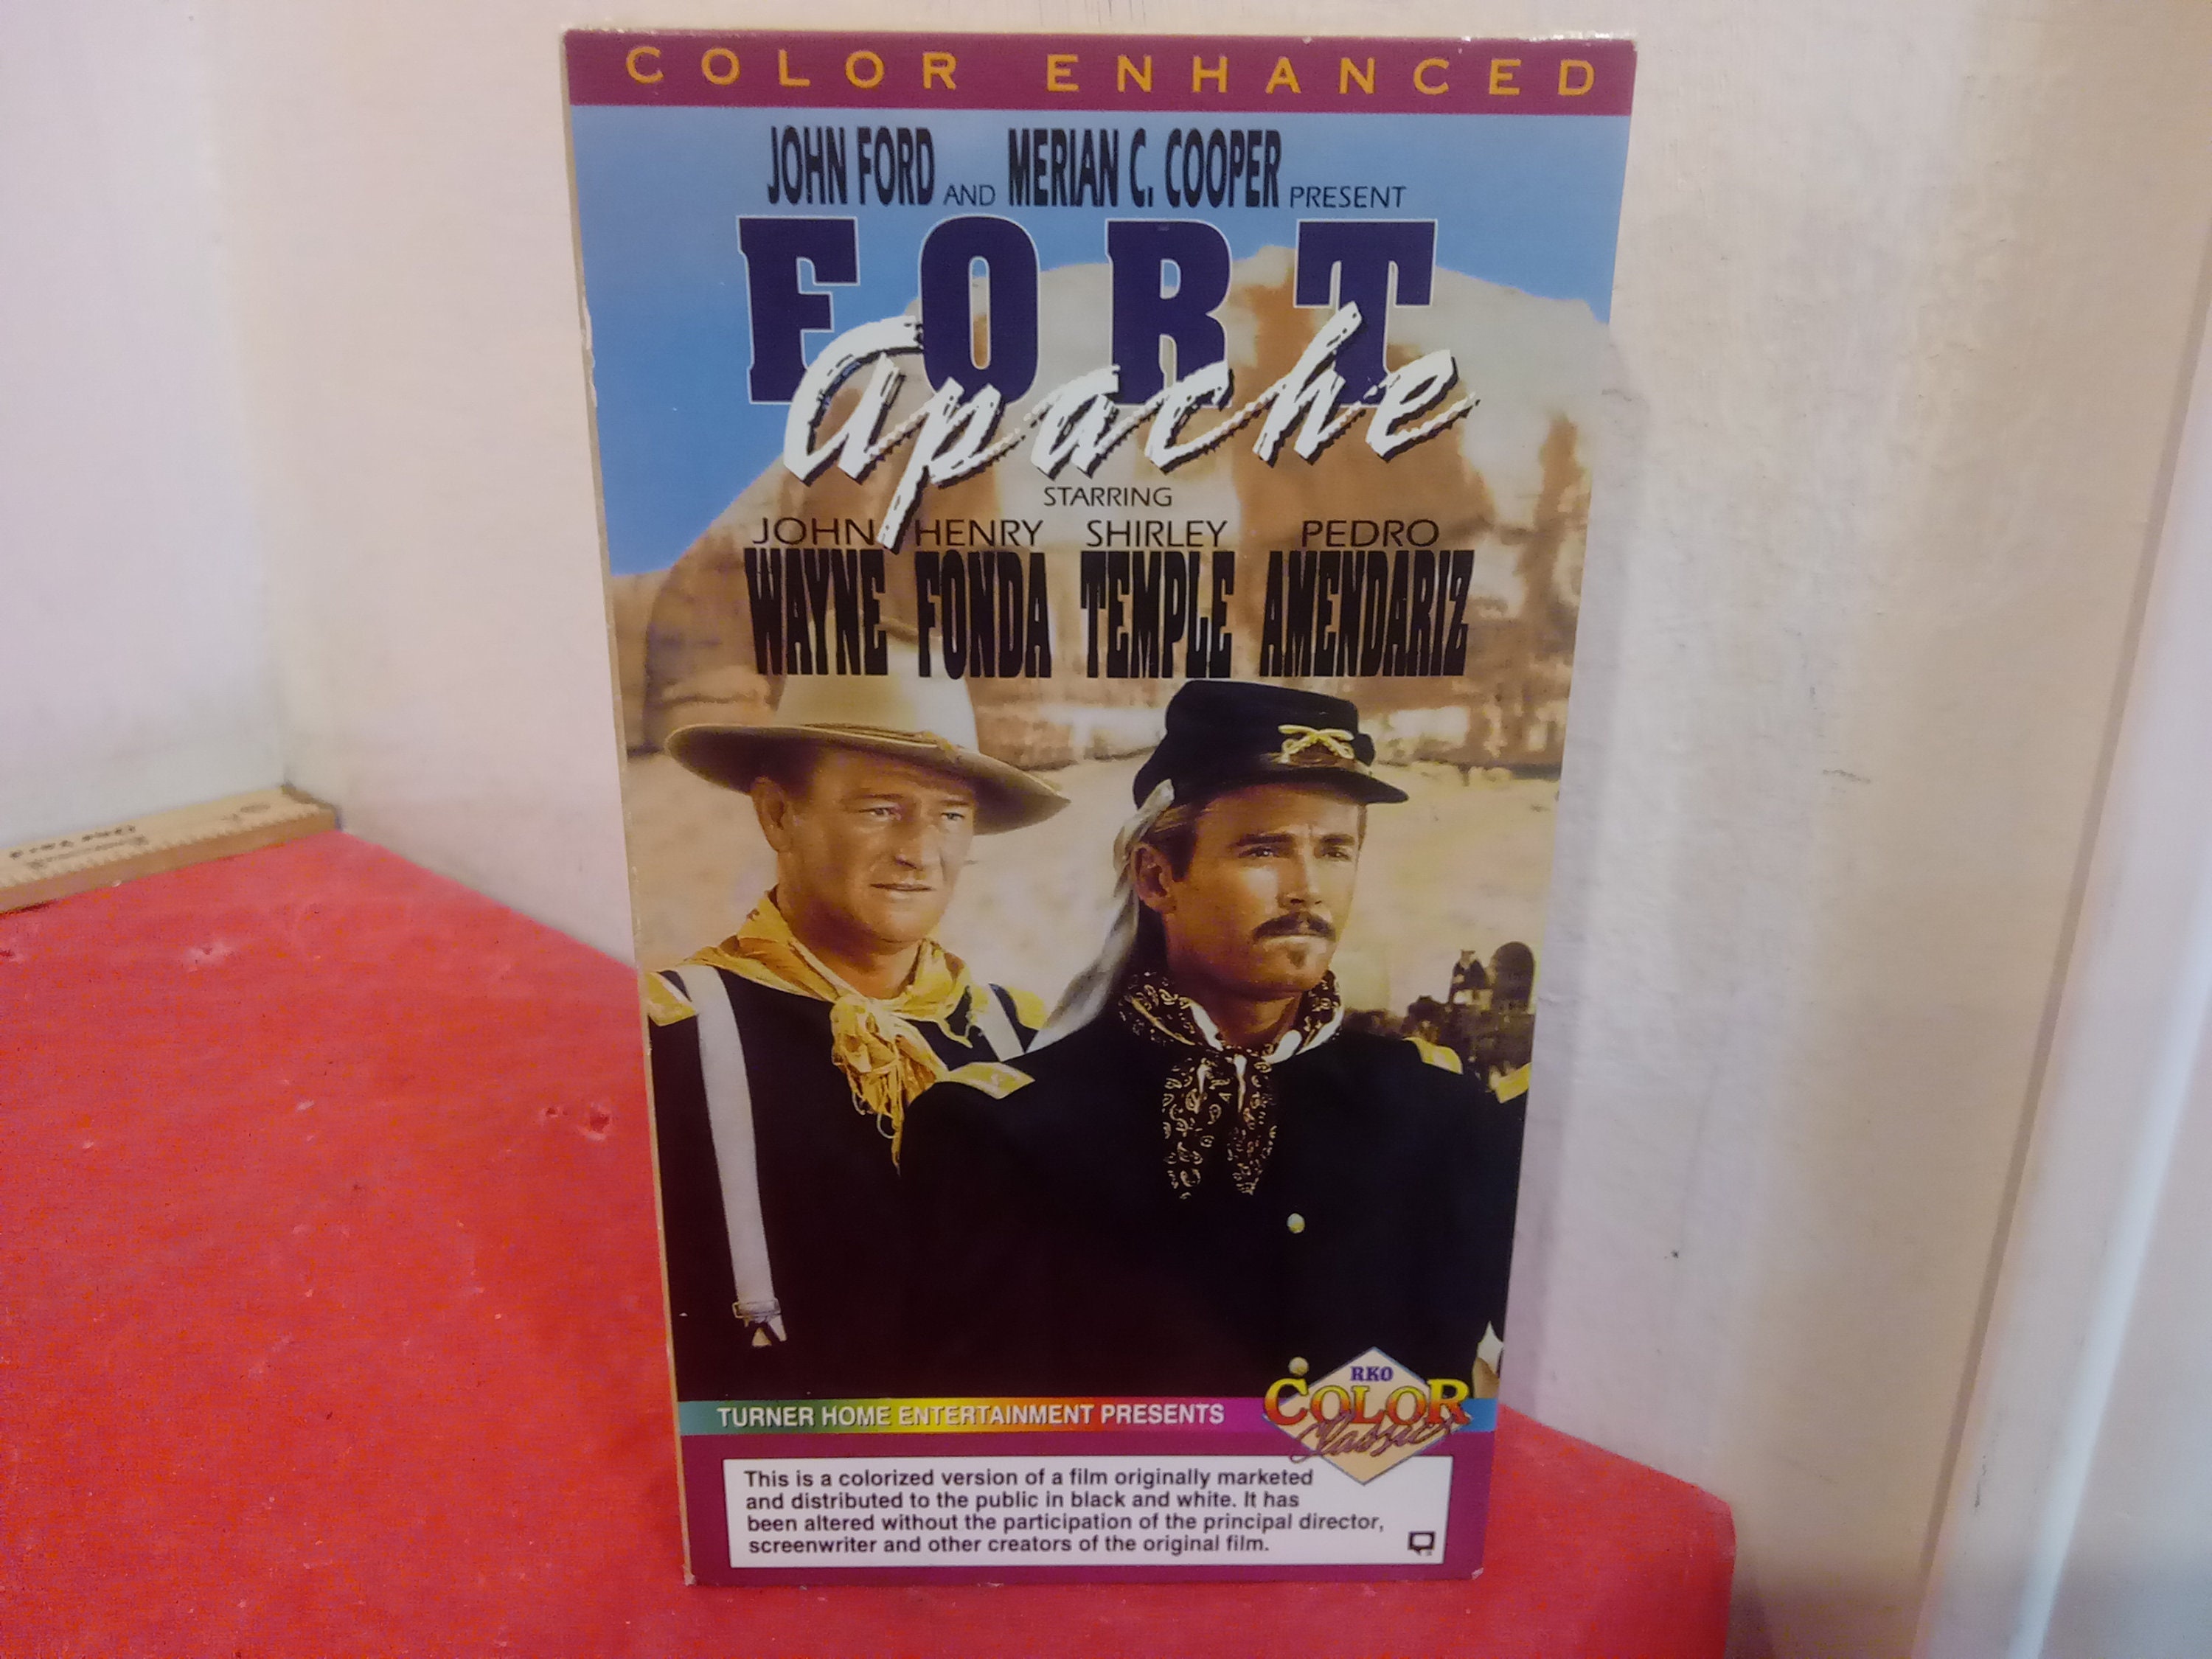 COLOR ENHANCED
JOHN FORD AND MERIAN C. COOPER PRESENT
FORT
apache
STARRING
JOHN HENRY SHIRLEY PEDRO
WAYNE FONDA TEMPLE AMENDARIZ
TURNER HOME ENTERTAINMENT PRESENTS
RKO
COLOR
Classic
This is a colorized version of a film originally marketed
and distributed to the public in black and white. It has
been altered without the participation of the principal director,
screenwriter and other creators of the original film.